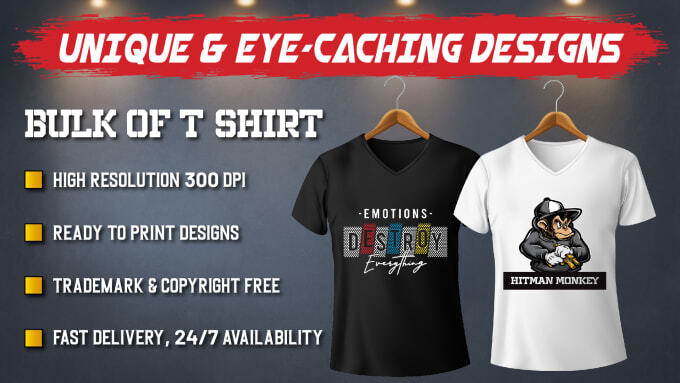 UNIQUE & EYE-CACHING DESIGNS
BULK OF T SHIRT
HIGH RESOLUTION 300 DPI
READY TO PRINT DESIGNS
TRADEMARK & COPYRIGHT FREE
FAST DELIVERY, 24/7 AVAILABILITY
-EMOTIONS-
DESTROY
Everything
HITMAN MONKEY